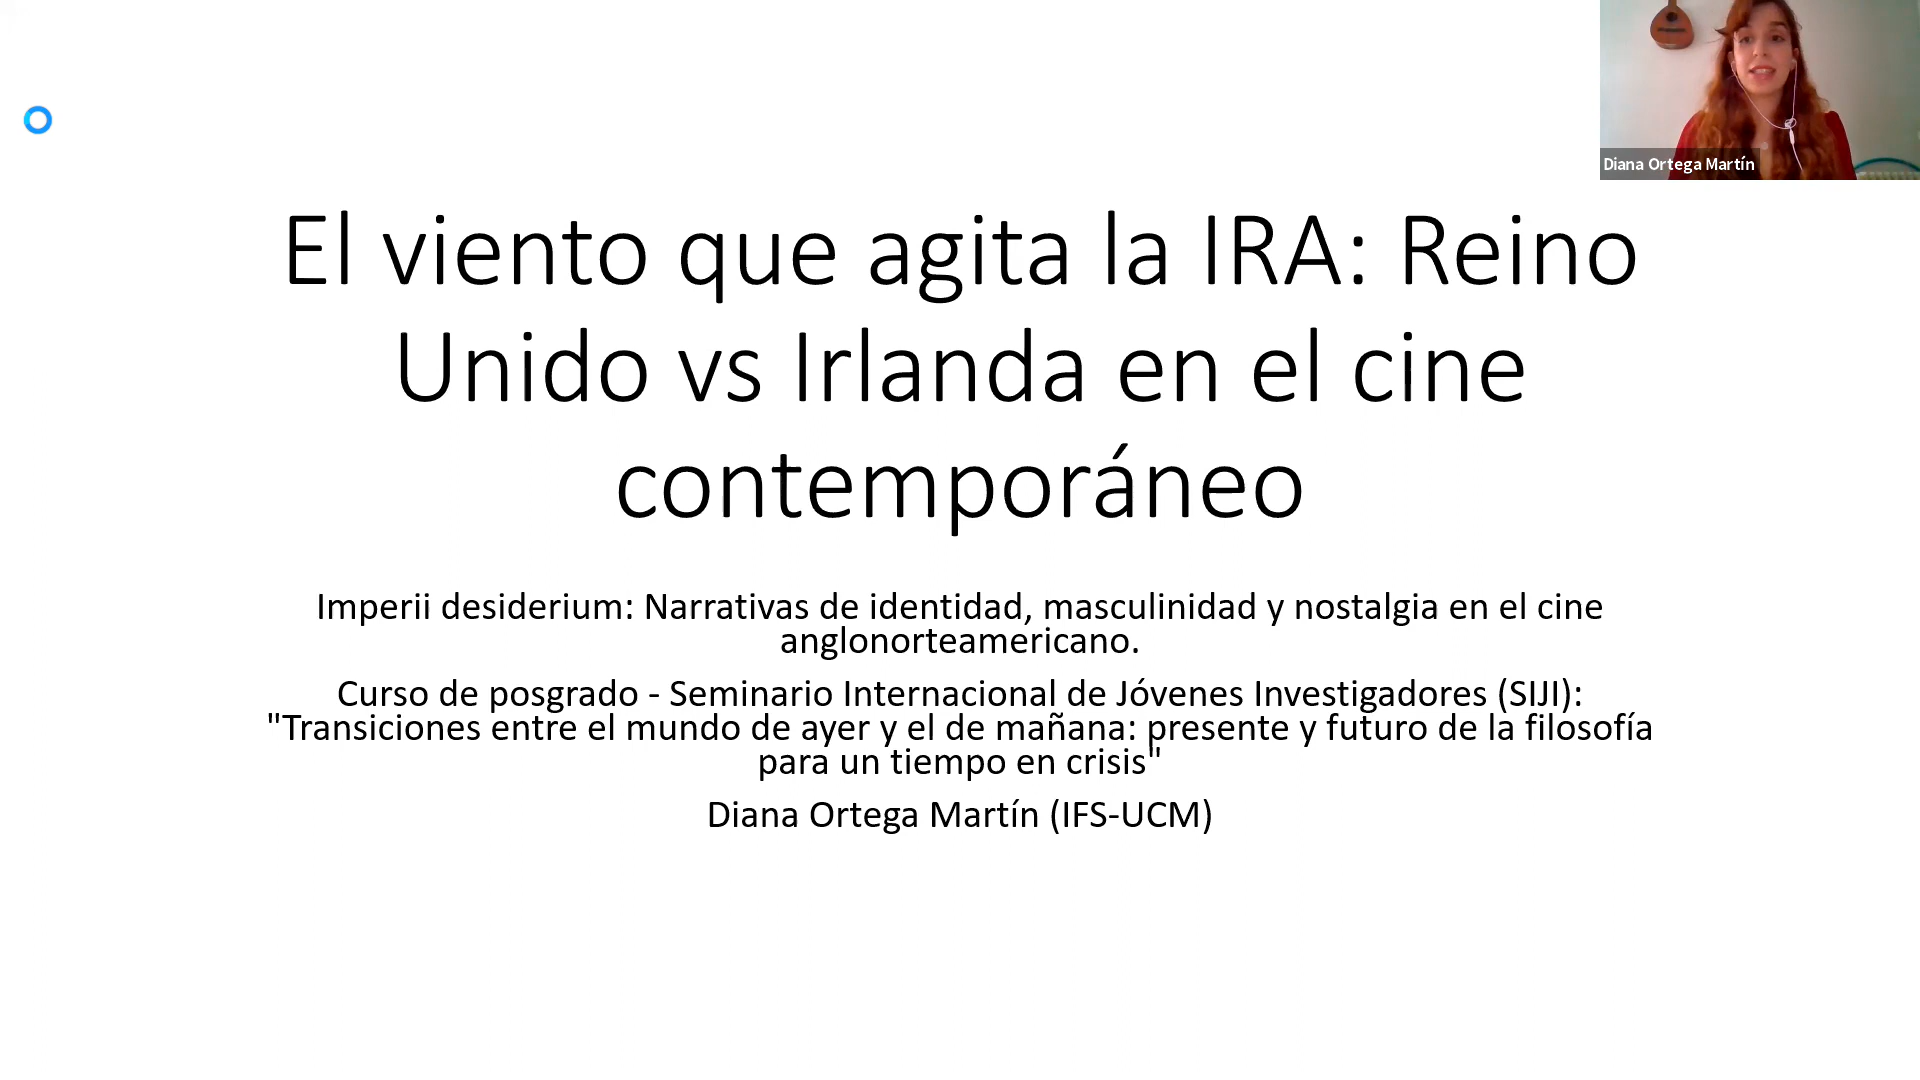 Diana Ortega Martín
El viento que agita la IRA: Reino
Unido vs Irlanda en el cine
contemporáneo
Imperii desiderium: Narrativas de identidad, masculinidad y nostalgia en el cine
anglonorteamericano.
Curso de posgrado - Seminario Internacional de Jóvenes Investigadores (SIJI):
"Transiciones entre el mundo de ayer y el de mañana: presente y futuro de la filosofía
para un tiempo en crisis"
Diana Ortega Martín (IFS-UCM)